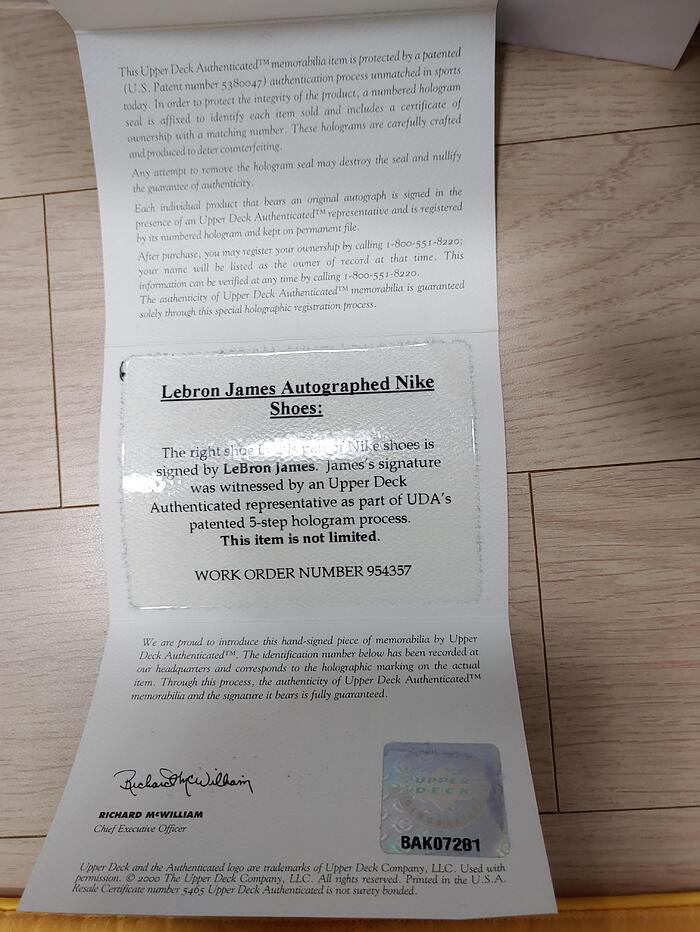 This Upper Deck Authenticated™ memorabilia item is protected by a patented
(U.S. Patent number 5380047) authentication process unmatched in sports
today. In order to protect the integrity of the product, a numbered hologram
seal is affixed to identify each item sold and includes a certificate of
ownership with a matching number. These holograms are carefully crafted
and produced to deter counterfeiting.
Any attempt to remove the hologram seal may destroy the seal and nullify
the guarantee of authenticity.
Each individual product that bears an original autograph is signed in the
presence of an Upper Deck Authenticated™ representative and is registered
by its numbered hologram and kept on permanent file.
After purchase, you may register your ownership by calling 1-800-551-8220;
your name will be listed as the owner of record at that time. This
information can be verified at any time by calling 1-800-551-8220.
The authenticity of Upper Deck Authenticated™ memorabilia is guaranteed
solely through this special holographic registration process.
Lebron James Autographed Nike
Shoes:
The right shoe pair of Nike shoes is
signed by LeBron James. James's signature
was witnessed by an Upper Deck
Authenticated representative as part of UDA's
patented 5-step hologram process.
This item is not limited.
WORK ORDER NUMBER 954357
We are proud to introduce this hand-signed piece of memorabilia by Upper
Deck Authenticated™. The identification number below has been recorded at
our headquarters and corresponds to the holographic marking on the actual
item. Through this process, the authenticity of Upper Deck Authenticated™
memorabilia and the signature it bears is fully guaranteed.
Richard McWilliam
RICHARD McWILLIAM
Chief Executive Officer
UPPER
DECK
BAK07281
Upper Deck and the Authenticated logo are trademarks of Upper Deck Company, LLC. Used with
permission. © 2000 The Upper Deck Company, LLC. All rights reserved. Printed in the U.S.A.
Resale Certificate number 5465 Upper Deck Authenticated is not surety bonded.